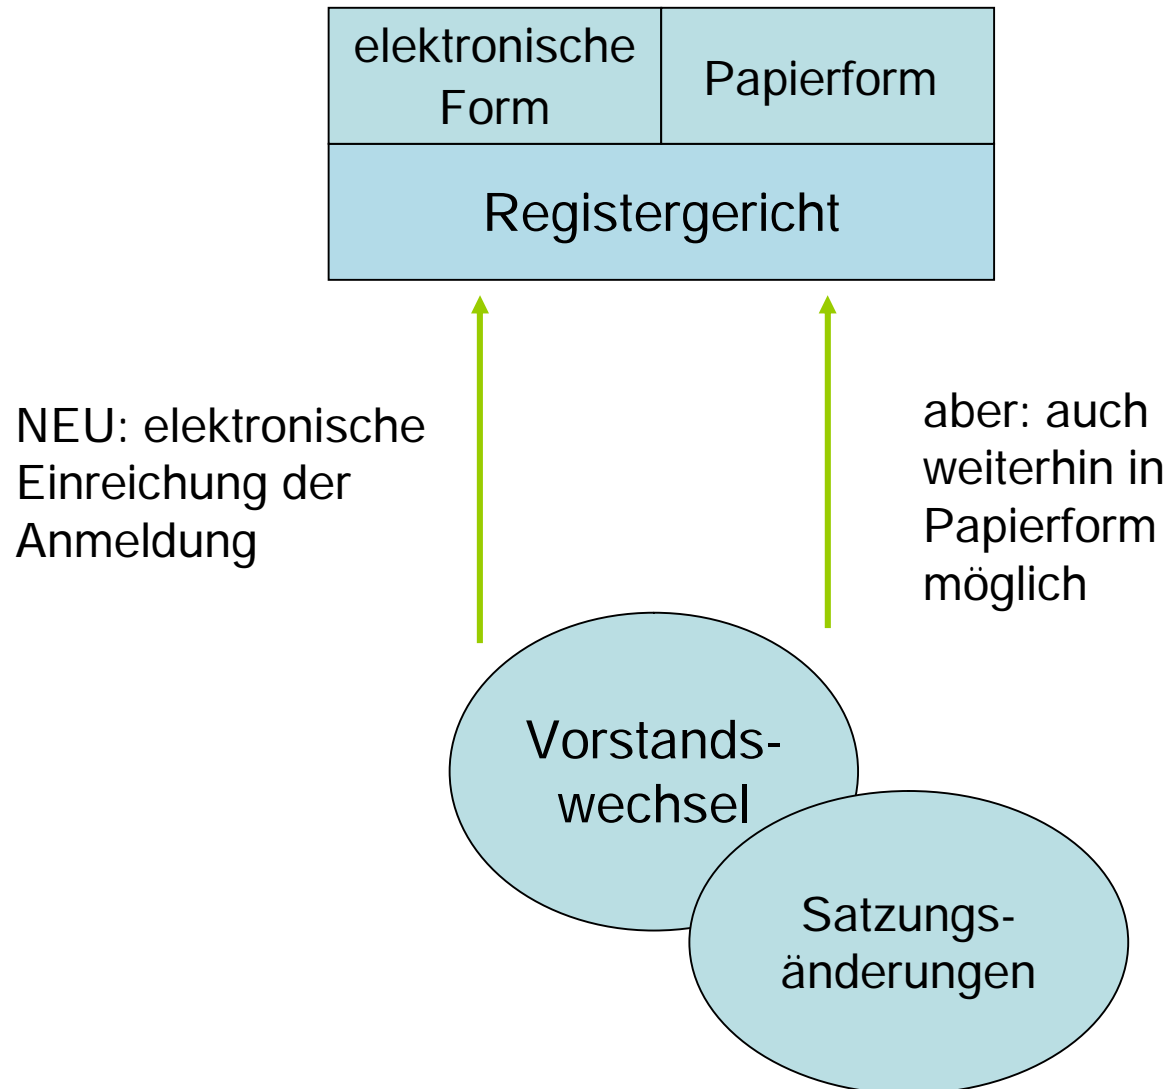 elektronische
Form
Papierform
Registergericht
NEU: elektronische
Einreichung der
Anmeldung
aber: auch
weiterhin in
Papierform
möglich
Vorstands-
wechsel
Satzungs-
änderungen